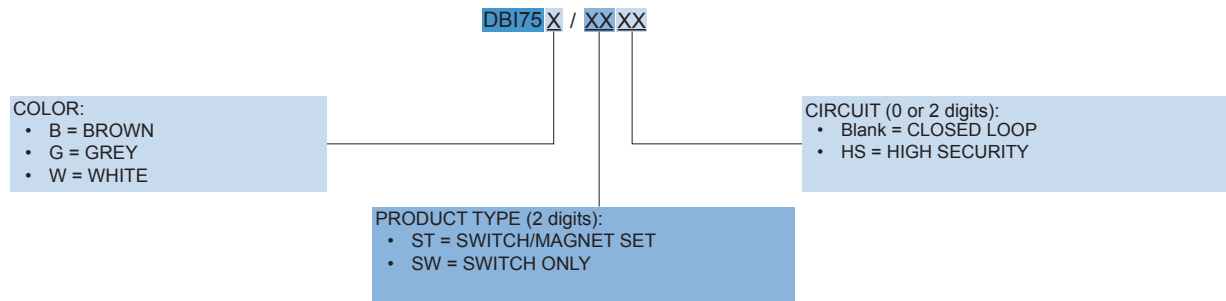 DBI75 X / XX XX
COLOR:
• B = BROWN
• G = GREY
• W = WHITE
CIRCUIT (0 or 2 digits):
• Blank = CLOSED LOOP
• HS = HIGH SECURITY
PRODUCT TYPE (2 digits):
• ST = SWITCH/MAGNET SET
• SW = SWITCH ONLY